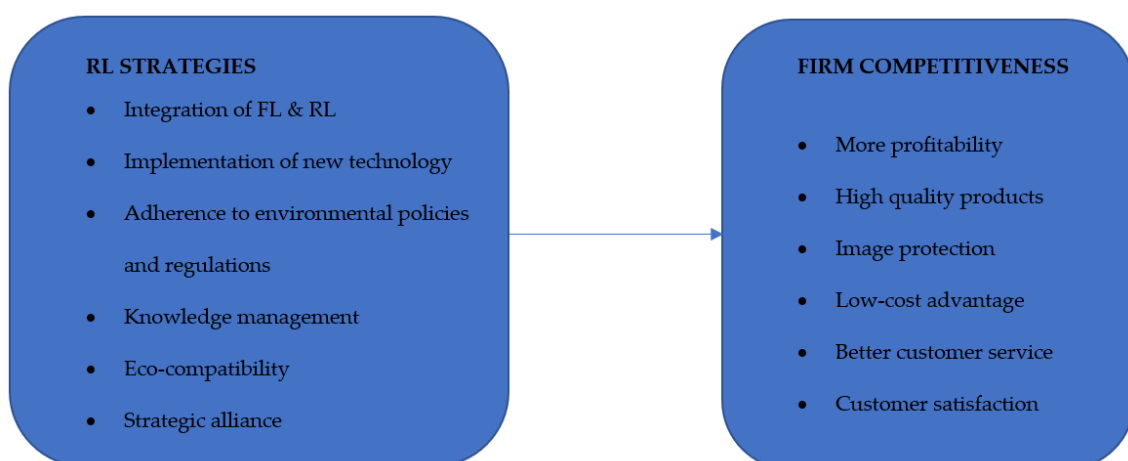 RL STRATEGIES
• Integration of FL & RL
• Implementation of new technology
• Adherence to environmental policies
and regulations
• Knowledge management
• Eco-compatibility
• Strategic alliance
FIRM COMPETITIVENESS
• More profitability
• High quality products
• Image protection
• Low-cost advantage
• Better customer service
• Customer satisfaction